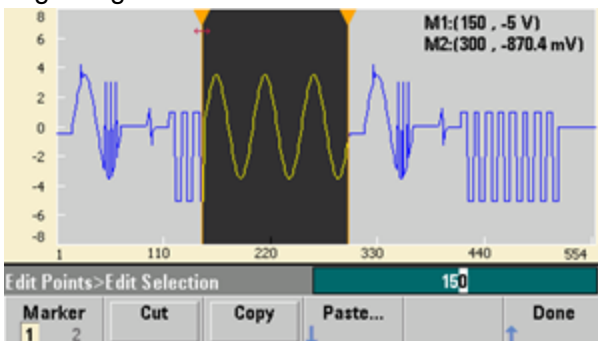 8
M1:(150 , -5 V)
6
M2:(300 , -870.4 mV)
4
2
0
-2
-4
-6
-8
1 110 220 330 440 554
Edit Points>Edit Selection 150
Marker Cut Copy Paste... Done
1 2